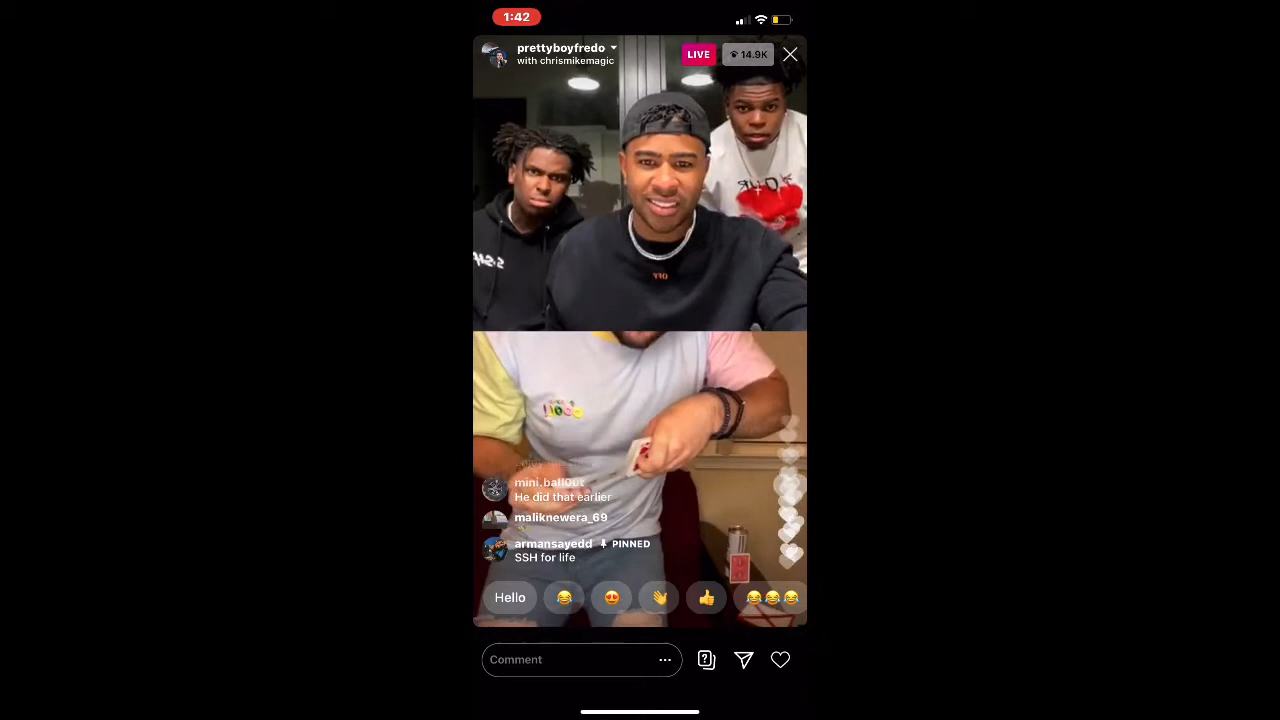 1:42
prettyboyfredo
with chrismikemagic
LIVE
14.9K
OFF
mini.ball0ut
He did that earlier
maliknewera_69
armansayedd PINNED
SSH for life
Hello
Comment